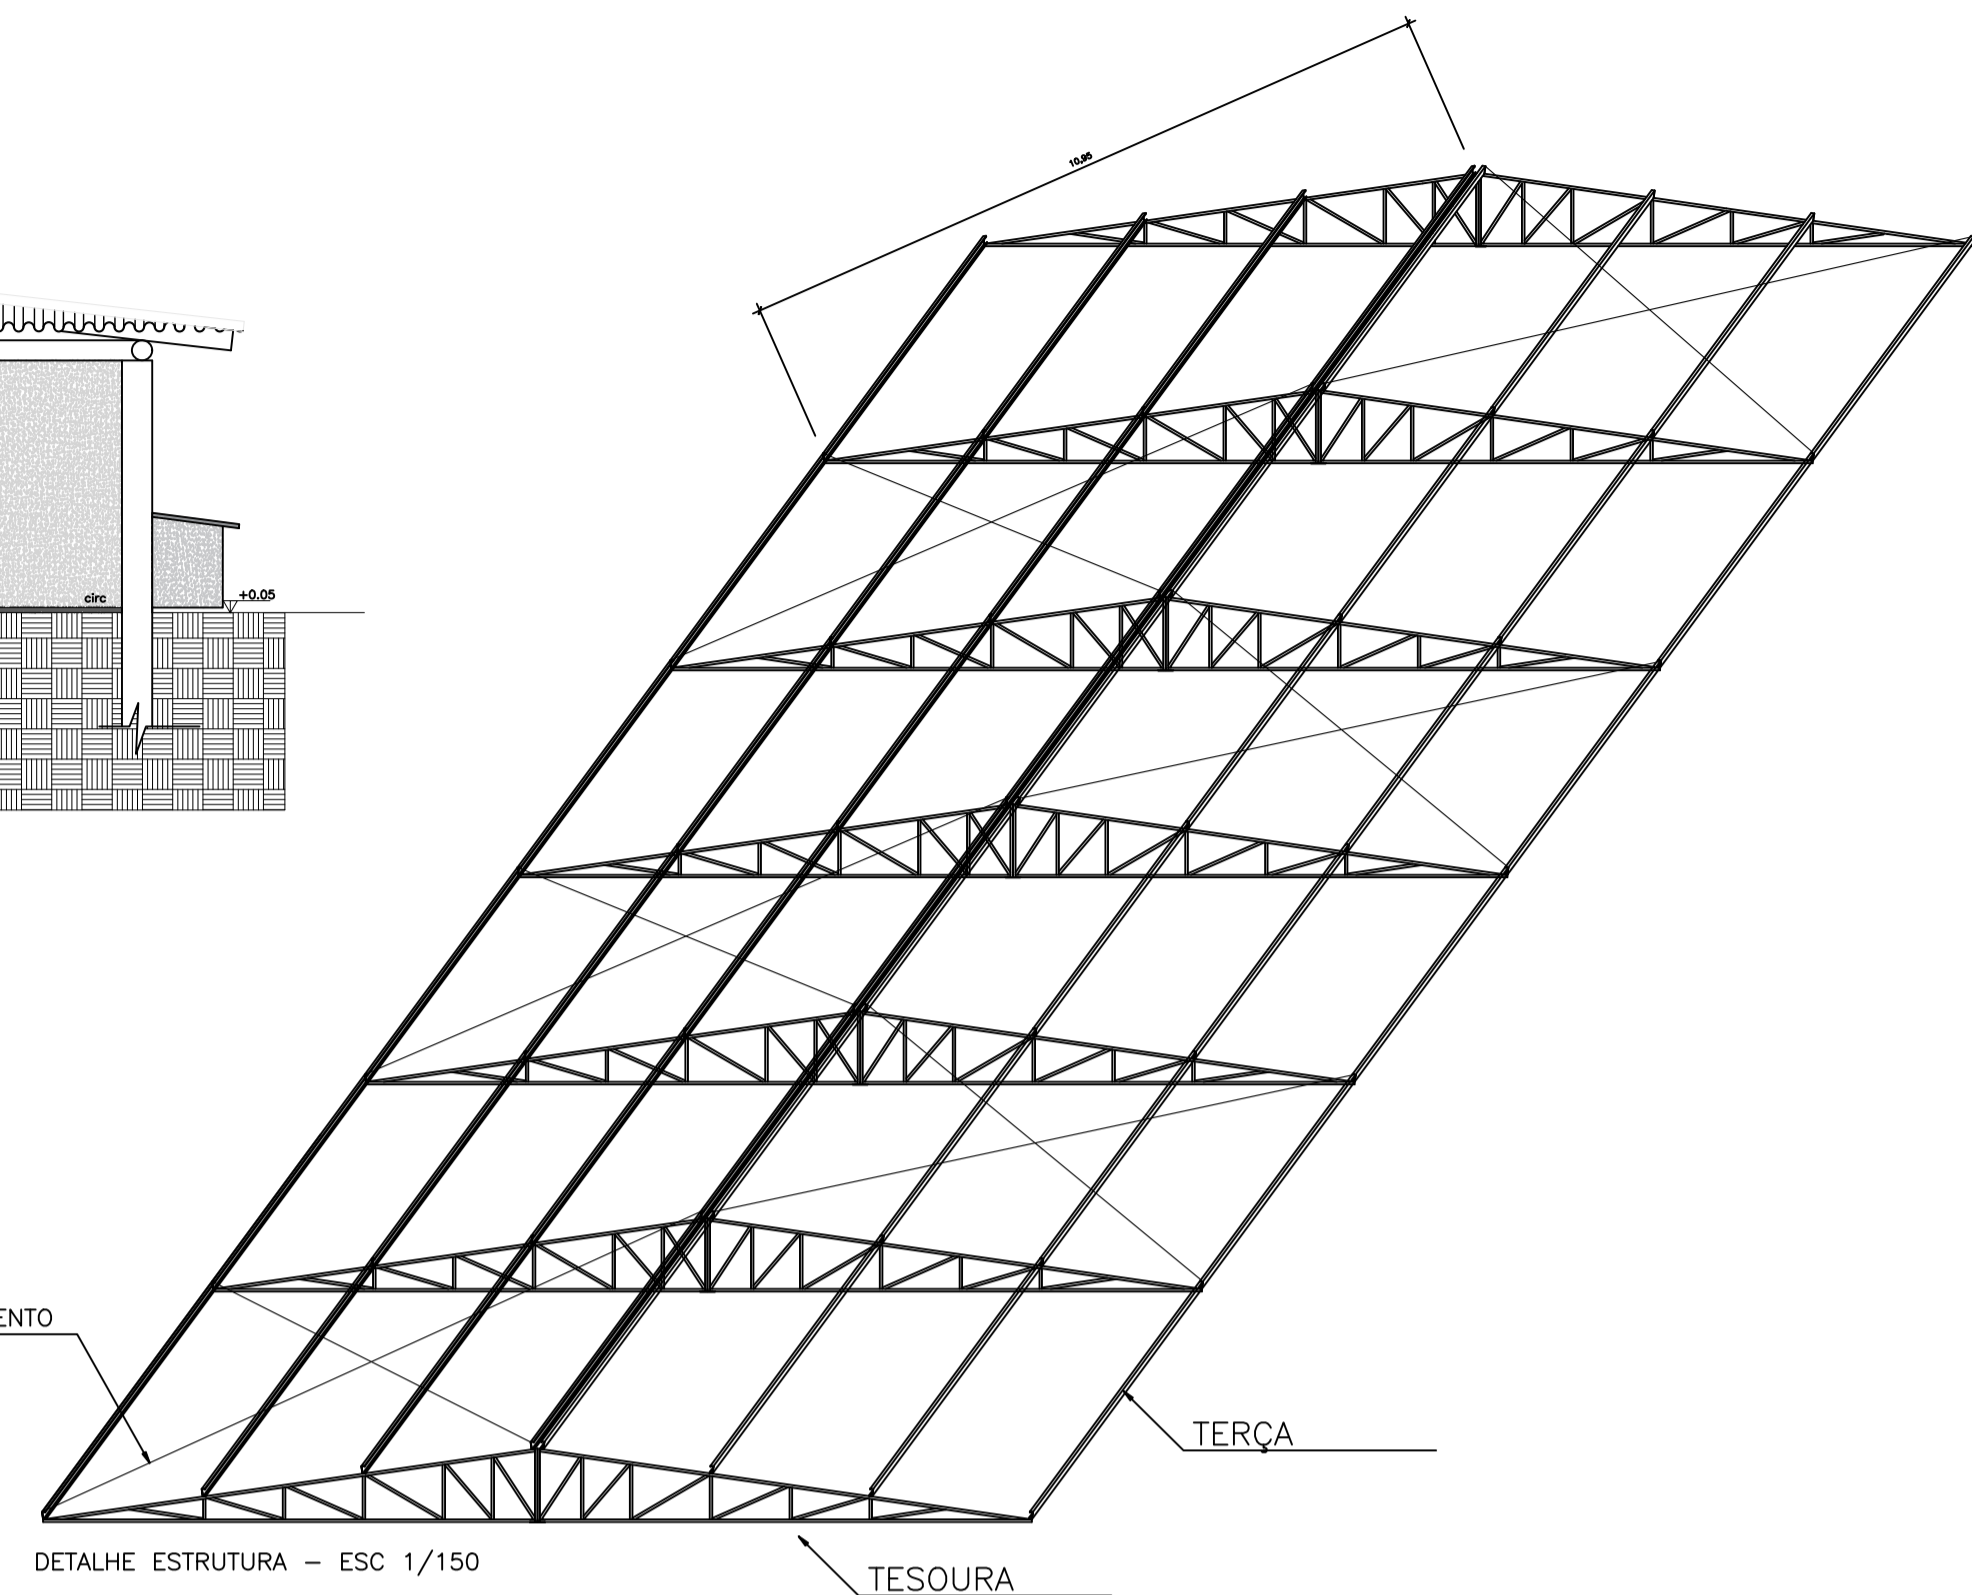 10,95
circ
+0.05
ENTO
TERÇA
DETALHE ESTRUTURA – ESC 1/150
TESOURA